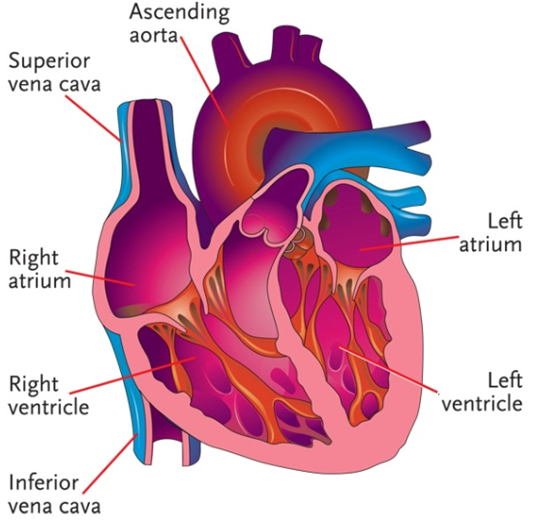 Ascending
aorta
Superior
vena cava
Right
atrium
Left
atrium
Right
ventricle
Left
ventricle
Inferior
vena cava